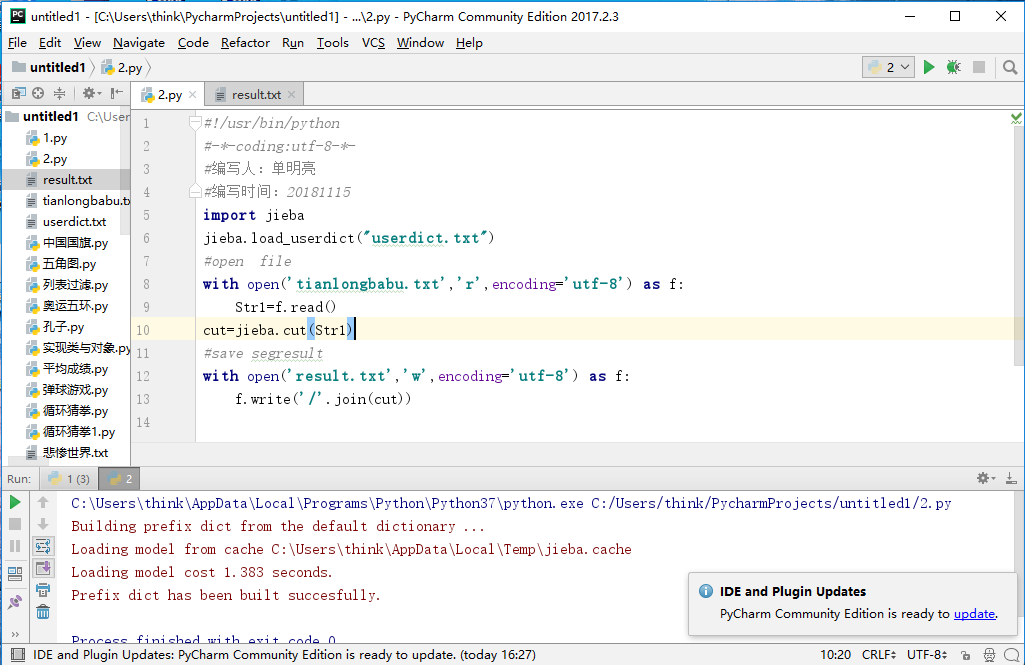 untitled1 - [C:\Users\think\PycharmProjects\untitled1] - ...\2.py - PyCharm Community Edition 2017.2.3
File Edit View Navigate Code Refactor Run Tools VCS Window Help
untitled1 2.py 2
2.py result.txt
untitled1 C:\User
1.py
2.py
result.txt
tianlongbabu.tx
userdict.txt
中国国旗.py
五角图.py
列表过滤.py
奥运五环.py
孔子.py
实现类与对象.py
平均成绩.py
弹球游戏.py
循环猜拳.py
循环猜拳1.py
悲惨世界.txt
1 #!/usr/bin/python
2 #-*-coding:utf-8-*-
3 #编写人：单明亮
4 #编写时间：20181115
5 import jieba
6 jieba.load_userdict("userdict.txt")
7 #open file
8 with open('tianlongbabu.txt','r',encoding='utf-8') as f:
9 Str1=f.read()
10 cut=jieba.cut(Str1)
11 #save segresult
12 with open('result.txt','w',encoding='utf-8') as f:
13 f.write('/'.join(cut))
14
Run: 1 (3) 2
C:\Users\think\AppData\Local\Programs\Python\Python37\python.exe C:/Users/think/PycharmProjects/untitled1/2.py
Building prefix dict from the default dictionary ...
Loading model from cache C:\Users\think\AppData\Local\Temp\jieba.cache
Loading model cost 1.383 seconds.
Prefix dict has been built succesfully.
Process finished with exit code 0
IDE and Plugin Updates
PyCharm Community Edition is ready to update.
IDE and Plugin Updates: PyCharm Community Edition is ready to update. (today 16:27) 10:20 CRLF UTF-8